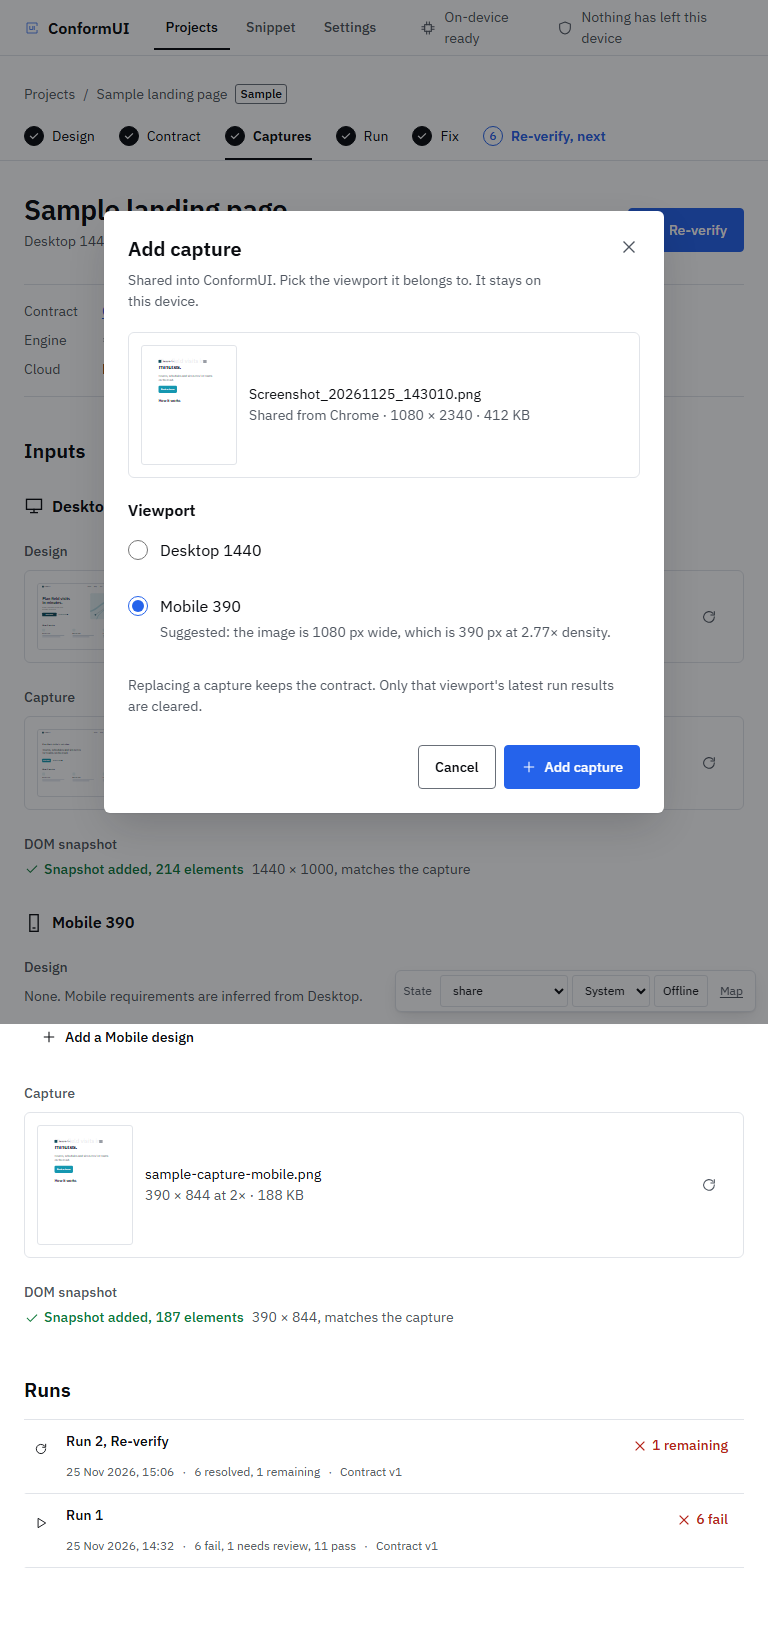 ConformUI
Projects
Snippet
Settings
On-device
ready
Nothing has left this
device
Projects / Sample landing page Sample
Design
Contract
Captures
Run
Fix
6 Re-verify, next
Sample landing page
Desktop 144
Re-verify
Contract
Engine
Cloud
Add capture
Shared into ConformUI. Pick the viewport it belongs to. It stays on
this device.
Screenshot_20261125_143010.png
Shared from Chrome · 1080 × 2340 · 412 KB
Viewport
Desktop 1440
Mobile 390
Suggested: the image is 1080 px wide, which is 390 px at 2.77× density.
Replacing a capture keeps the contract. Only that viewport's latest run results
are cleared.
Cancel
Add capture
Inputs
Deskto
Design
Capture
DOM snapshot
Snapshot added, 214 elements 1440 × 1000, matches the capture
Mobile 390
Design
None. Mobile requirements are inferred from Desktop.
State share System Offline Map
Add a Mobile design
Capture
sample-capture-mobile.png
390 × 844 at 2× · 188 KB
DOM snapshot
Snapshot added, 187 elements 390 × 844, matches the capture
Runs
Run 2, Re-verify
1 remaining
25 Nov 2026, 15:06 · 6 resolved, 1 remaining · Contract v1
Run 1
6 fail
25 Nov 2026, 14:32 · 6 fail, 1 needs review, 11 pass · Contract v1